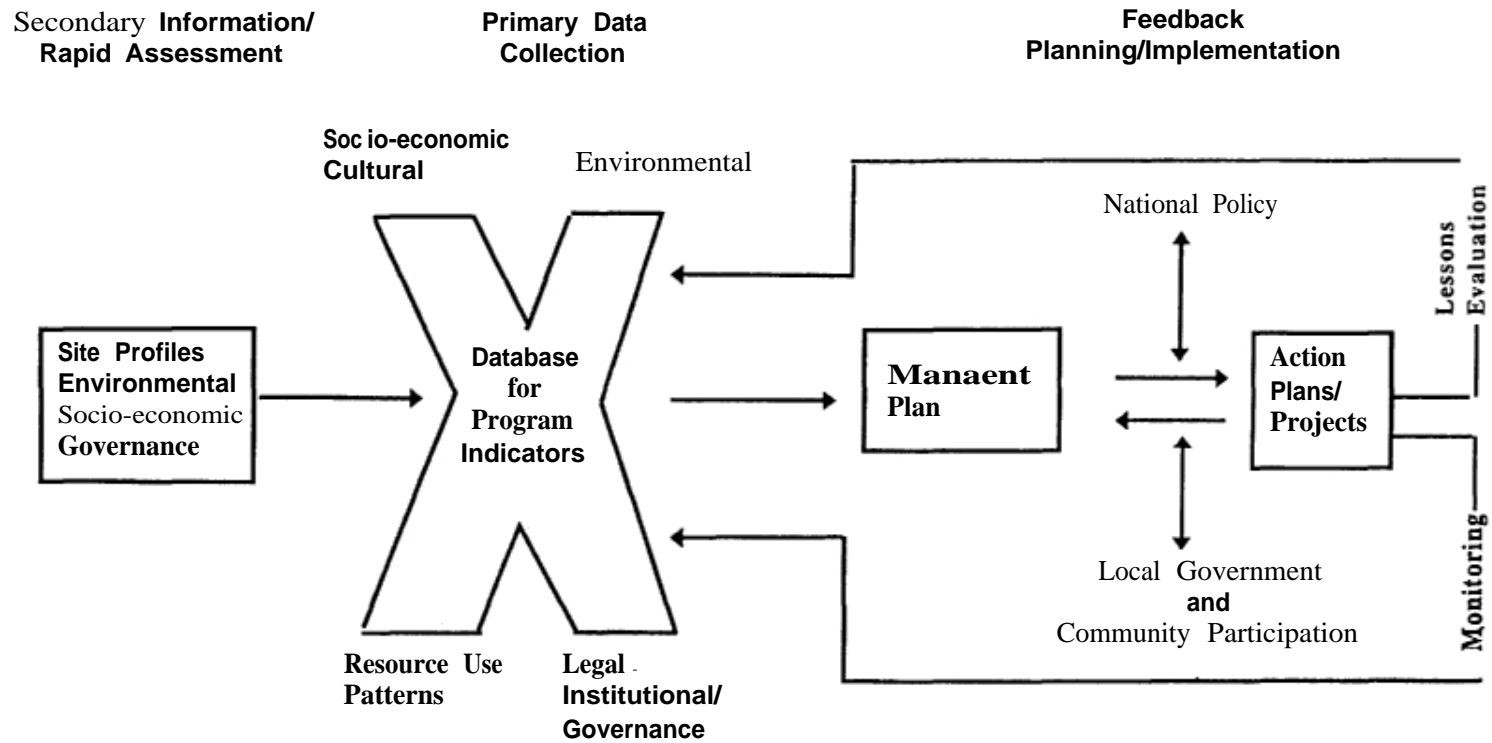 Secondary Information/
Rapid Assessment
Primary Data
Collection
Feedback
Planning/Implementation
Soc io-economic
Cultural
Environmental
National Policy
Lessons
Evaluation
Site Profiles
Environmental
Socio-economic
Governance
Database
for
Program
Indicators
Manaent
Plan
Action
Plans/
Projects
Local Government
and
Community Participation
Monitoring
Resource Use
Patterns
Legal -
Institutional/
Governance